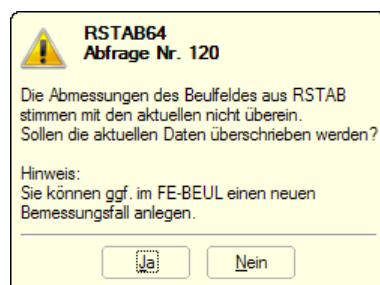 RSTAB64
Abfrage Nr. 120
Die Abmessungen des Beulfeldes aus RSTAB
stimmen mit den aktuellen nicht überein.
Sollen die aktuellen Daten überschrieben werden?
Hinweis:
Sie können ggf. im FE-BEUL einen neuen
Bemessungsfall anlegen.
Ja
Nein